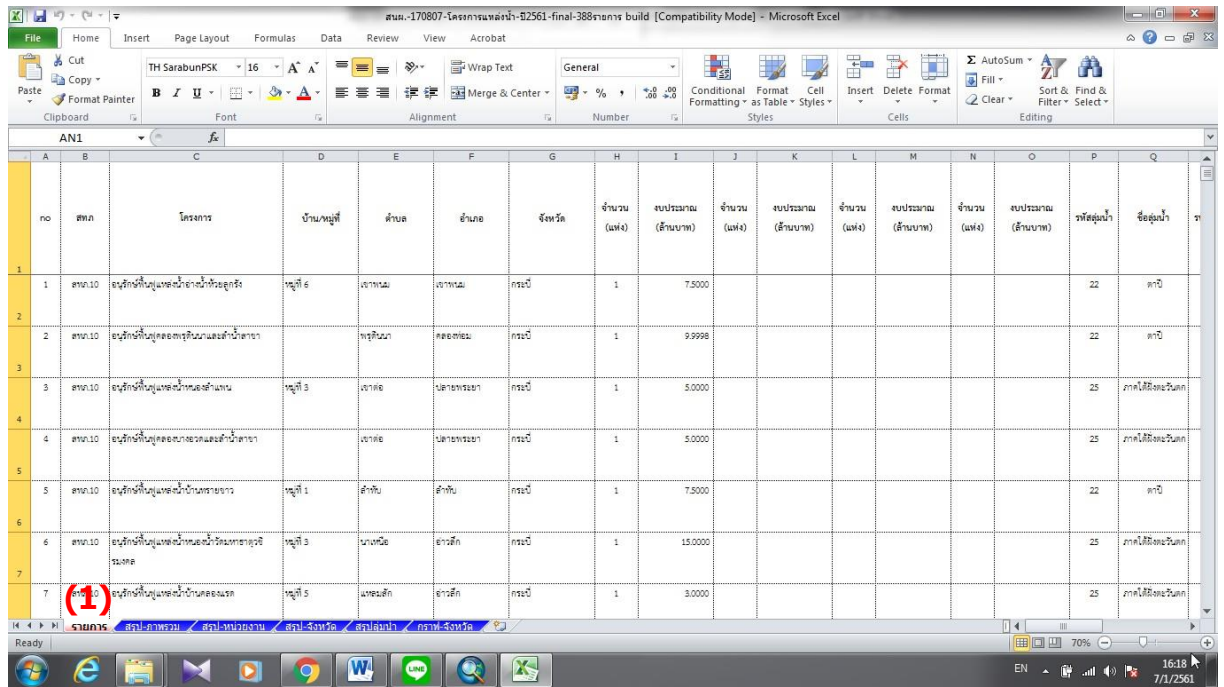 สนผ.-170807-โครงการแหล่งน้ำ-ปี2561-final-388รายการ build [Compatibility Mode] - Microsoft Excel
File Home Insert Page Layout Formulas Data Review View Acrobat
Cut
Copy
Format Painter
Paste
Clipboard
TH SarabunPSK 16
B I U
Font
Wrap Text
Merge & Center
Alignment
General
% ,
Number
Conditional Formatting
Format as Table
Cell Styles
Styles
Insert Delete Format
Cells
Σ AutoSum
Fill
Clear
Sort & Filter
Find & Select
Editing
AN1 fx
A B C D E F G H I J K L M N O P Q
no สทภ โครงการ บ้าน/หมู่ที่ ตำบล อำเภอ จังหวัด จำนวน (แห่ง) งบประมาณ (ล้านบาท) จำนวน (แห่ง) งบประมาณ (ล้านบาท) จำนวน (แห่ง) งบประมาณ (ล้านบาท) จำนวน (แห่ง) งบประมาณ (ล้านบาท) รหัสลุ่มน้ำ ชื่อลุ่มน้ำ
1
1 สทภ.10 อนุรักษ์ฟื้นฟูแหล่งน้ำอ่างน้ำห้วยลูกรัง หมู่ที่ 6 เขาพนม เขาพนม กระบี่ 1 7.5000 22 ตาปี
2
2 สทภ.10 อนุรักษ์ฟื้นฟูคลองพรุดินนาและลำน้ำสาขา พรุดินนา คลองท่อม กระบี่ 1 9.9998 22 ตาปี
3
3 สทภ.10 อนุรักษ์ฟื้นฟูแหล่งน้ำหนองลำแพน หมู่ที่ 3 เขาต่อ ปลายพระยา กระบี่ 1 5.0000 25 ภาคใต้ฝั่งตะวันตก
4
4 สทภ.10 อนุรักษ์ฟื้นฟูคลองบางอวดและลำน้ำสาขา เขาต่อ ปลายพระยา กระบี่ 1 5.0000 25 ภาคใต้ฝั่งตะวันตก
5
5 สทภ.10 อนุรักษ์ฟื้นฟูแหล่งน้ำบ้านทรายขาว หมู่ที่ 1 ลำทับ ลำทับ กระบี่ 1 7.5000 22 ตาปี
6
6 สทภ.10 อนุรักษ์ฟื้นฟูแหล่งน้ำหนองน้ำวัดมหาธาตุวชิรมงคล หมู่ที่ 3 นาเหนือ อ่าวลึก กระบี่ 1 15.0000 25 ภาคใต้ฝั่งตะวันตก
7
7 สทภ.10 อนุรักษ์ฟื้นฟูแหล่งน้ำบ้านคลองแรด หมู่ที่ 5 แหลมสัก อ่าวลึก กระบี่ 1 3.0000 25 ภาคใต้ฝั่งตะวันตก
(1)
รายการ สรุป-ภาพรวม สรุป-หน่วยงาน สรุป-จังหวัด สรุปลุ่มน้ำ กราฟ-จังหวัด
Ready 70%
LINE
EN 16:18
7/1/2561